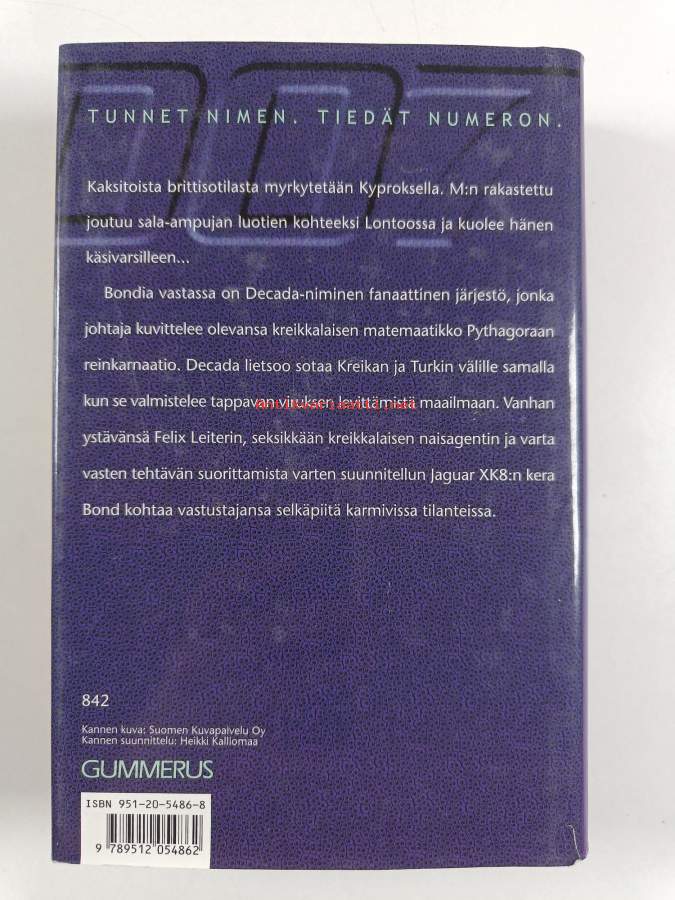 007
TUNNET NIMEN. TIEDÄT NUMERON.
Kaksitoista brittisotilasta myrkytetään Kyproksella. M:n rakastettu
joutuu sala-ampujan luotien kohteeksi Lontoossa ja kuolee hänen
käsivarsilleen...
Bondia vastassa on Decada-niminen fanaattinen järjestö, jonka
johtaja kuvittelee olevansa kreikkalaisen matemaatikko Pythagoraan
reinkarnaatio. Decada lietsoo sotaa Kreikan ja Turkin välille samalla
kun se valmistelee tappavan viruksen levittämistä maailmaan. Vanhan
ystävänsä Felix Leiterin, seksikkään kreikkalaisen naisagentin ja varta
vasten tehtävän suorittamista varten suunnitellun Jaguar XK8:n kera
Bond kohtaa vastustajansa selkäpiitä karmivissa tilanteissa.
842
Kannen kuva: Suomen Kuvapalvelu Oy
Kannen suunnittelu: Heikki Kalliomaa
GUMMERUS
ISBN 951-20-5486-8
9 789512 054862